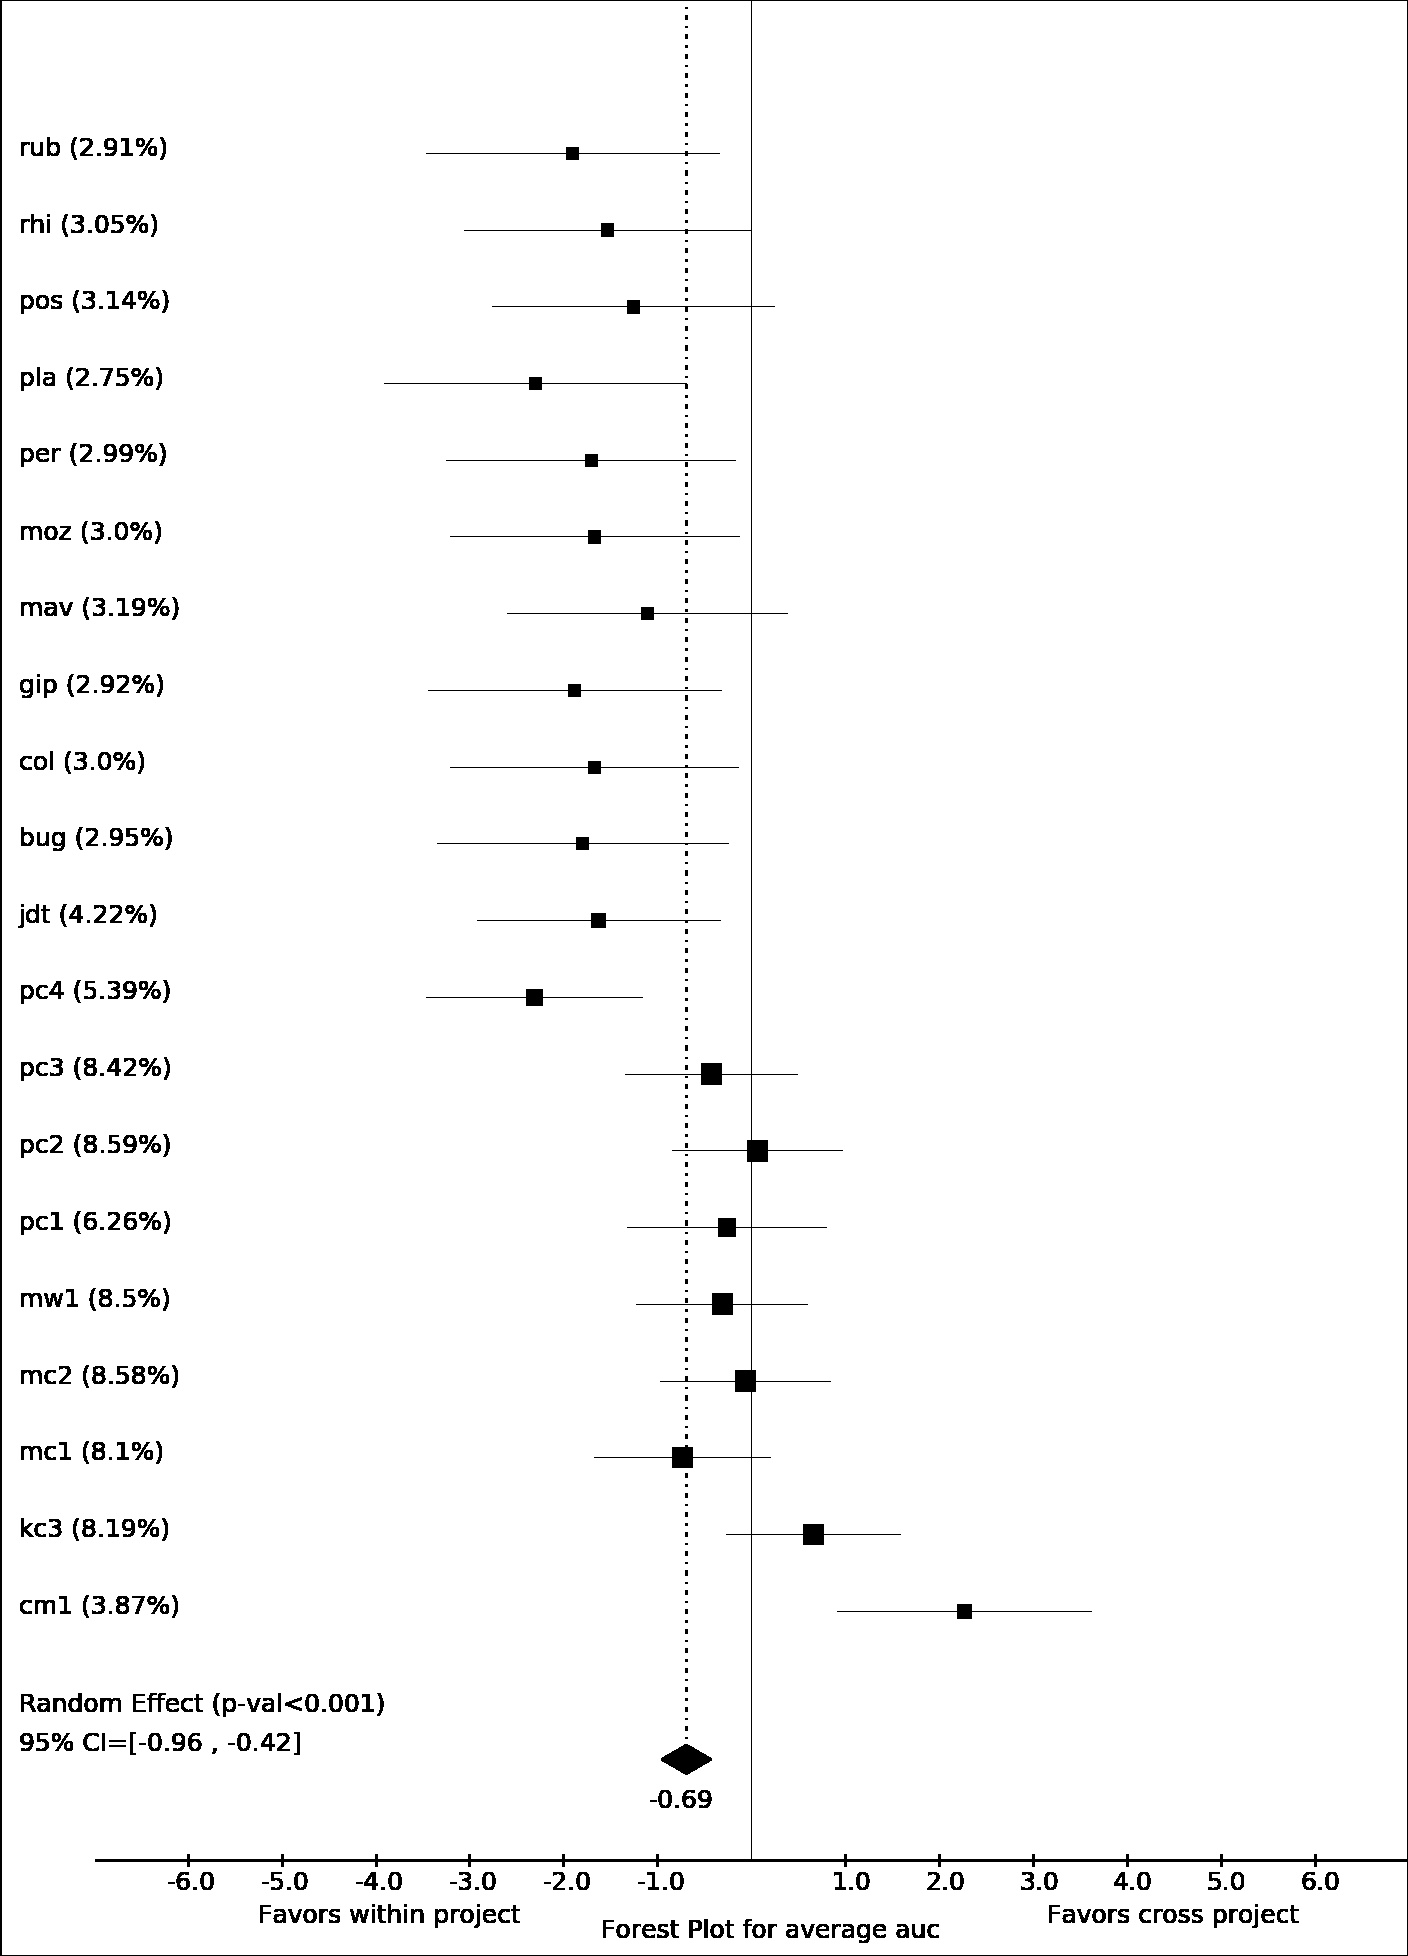 rub (2.91%)
rhi (3.05%)
pos (3.14%)
pla (2.75%)
per (2.99%)
moz (3.0%)
mav (3.19%)
gip (2.92%)
col (3.0%)
bug (2.95%)
jdt (4.22%)
pc4 (5.39%)
pc3 (8.42%)
pc2 (8.59%)
pc1 (6.26%)
mw1 (8.5%)
mc2 (8.58%)
mc1 (8.1%)
kc3 (8.19%)
cm1 (3.87%)
Random Effect (p-val<0.001)
95% CI=[-0.96 , -0.42]
-0.69
-6.0 -5.0 -4.0 -3.0 -2.0 -1.0 1.0 2.0 3.0 4.0 5.0 6.0
Favors within project Favors cross project
Forest Plot for average auc